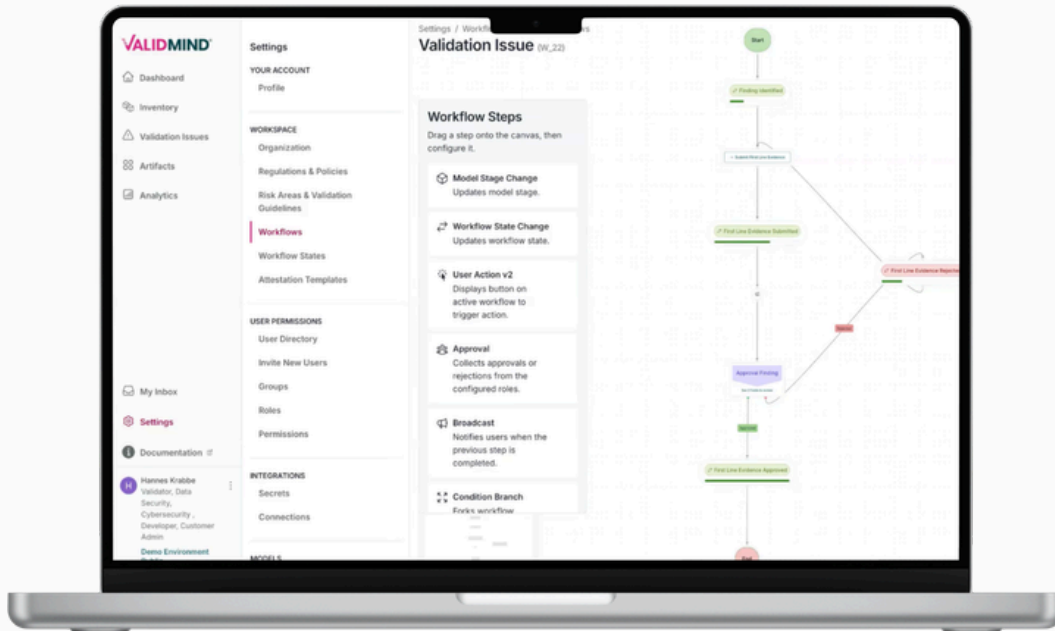 VALIDMIND
Dashboard
Inventory
Validation Issues
Artifacts
Analytics
My Inbox
Settings
Documentation
H
Hannes Krabbe
Validator, Data
Security,
Cybersecurity ,
Developer, Customer
Admin
Demo Environment
Settings
YOUR ACCOUNT
Profile
WORKSPACE
Organization
Regulations & Policies
Risk Areas & Validation
Guidelines
Workflows
Workflow States
Attestation Templates
USER PERMISSIONS
User Directory
Invite New Users
Groups
Roles
Permissions
INTEGRATIONS
Secrets
Connections
MODELS
Settings /
Validation Issue (W_22)
Workflow Steps
Drag a step onto the canvas, then
configure it.
Model Stage Change
Updates model stage.
Workflow State Change
Updates workflow state.
User Action v2
Displays button on
active workflow to
trigger action.
Approval
Collects approvals or
rejections from the
configured roles.
Broadcast
Notifies users when the
previous step is
completed.
Condition Branch
Forks workflow
Start
Finding Identified
First Line Evidence Submitted
First Line Evidence Rejected
Approval Finding
First Line Evidence Approved
End